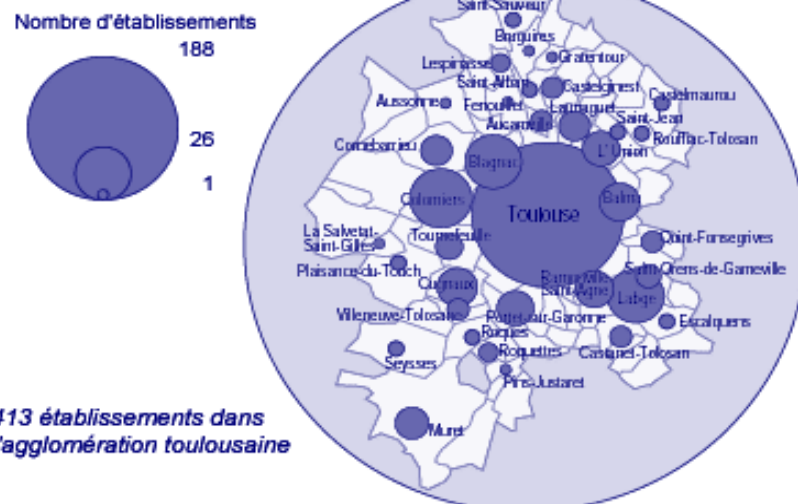 Nombre d'établissements
188
26
1
Saint-Sauveur
Bruguires
Gratentour
Lespinasse
Saint-Alban
Castelginest
Fenouillet
Castelmaurou
Aussonne
Launaguet
Saint-Jean
Aucamville
Rouffiac-Tolosan
Cornebarrieu
L'Union
Blagnac
Colomiers
Balma
Toulouse
La Salvetat-
Saint-Gilles
Tournefeuille
Quint-Fonsegrives
Plaisance-du-Touch
Saint-Orens-de-Gameville
Ramonville
Saint-Agne
Cugnaux
Labge
Villeneuve-Tolosane
Portet-sur-Garonne
Escalquens
Roques
Roquettes
Castanet-Tolosan
Seysses
Pins-Justaret
Muret
413 établissements dans
l'agglomération toulousaine